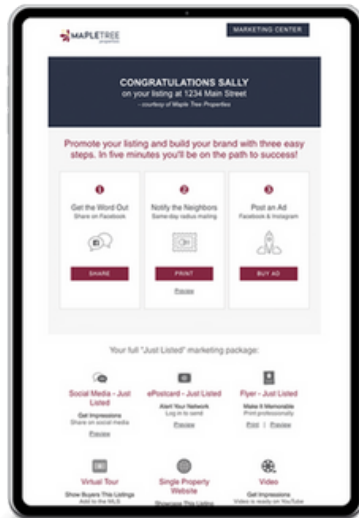 MAPLETREE
properties
MARKETING CENTER
CONGRATULATIONS SALLY
on your listing at 1234 Main Street
- courtesy of Maple Tree Properties
Promote your listing and build your brand with three easy
steps. In five minutes you'll be on the path to success!
1 2 3
Get the Word Out Notify the Neighbors Post an Ad
Share on Facebook Same-day radius mailing Facebook & Instagram
SHARE PRINT BUY AD
Preview
Your full "Just Listed" marketing package:
Social Media - Just Listed ePostcard - Just Listed Flyer - Just Listed
Get Impressions Alert Your Network Make It Memorable
Share on social media Log in to send Print professionally
Preview Preview Print | Preview
Virtual Tour Single Property Website Video
Show Buyers This Listings Showcase This Listing Get Impressions
Add to the MLS Video is ready on YouTube